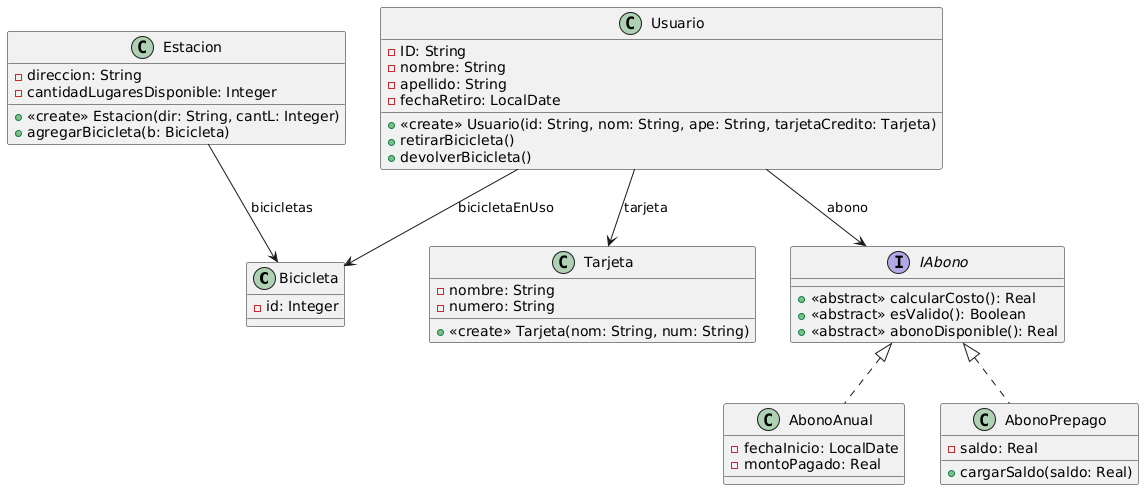 C Estacion
direccion: String
cantidadLugaresDisponible: Integer
«create» Estacion(dir: String, cantL: Integer)
agregarBicicleta(b: Bicicleta)
C Usuario
ID: String
nombre: String
apellido: String
fechaRetiro: LocalDate
«create» Usuario(id: String, nom: String, ape: String, tarjetaCredito: Tarjeta)
retirarBicicleta()
devolverBicicleta()
bicicletas
bicicletaEnUso
tarjeta
abono
C Bicicleta
id: Integer
C Tarjeta
nombre: String
numero: String
«create» Tarjeta(nom: String, num: String)
I IAbono
«abstract» calcularCosto(): Real
«abstract» esValido(): Boolean
«abstract» abonoDisponible(): Real
C AbonoAnual
fechaInicio: LocalDate
montoPagado: Real
C AbonoPrepago
saldo: Real
cargarSaldo(saldo: Real)